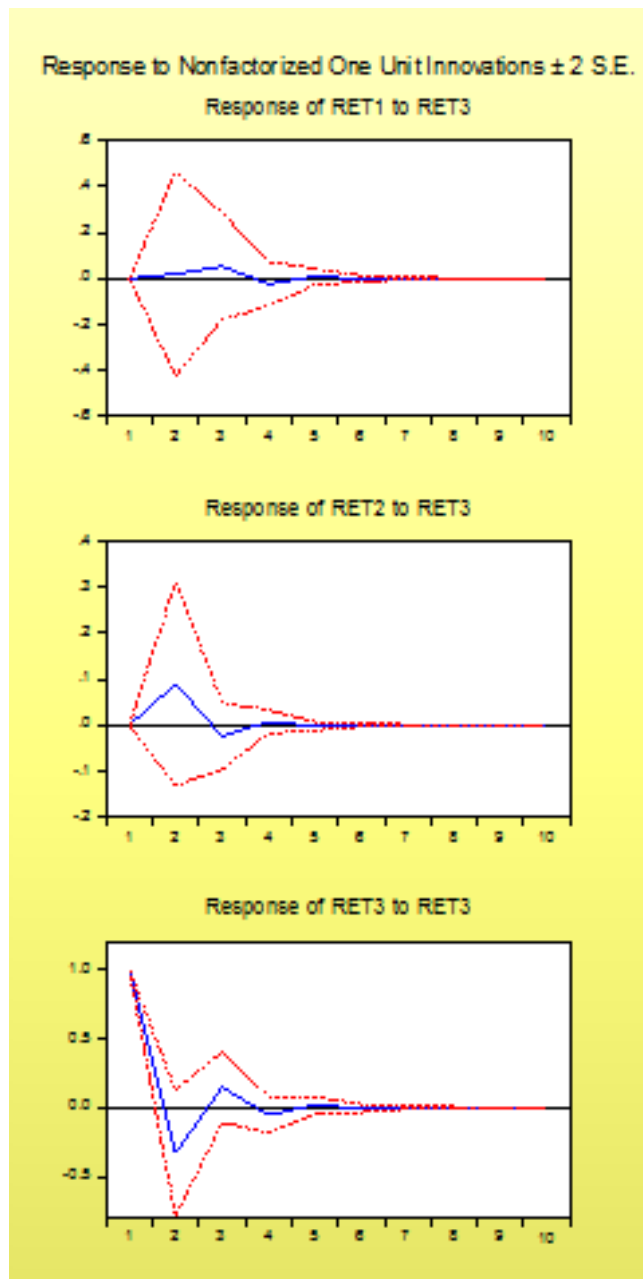 Response to Nonfactorized One Unit Innovations ± 2 S.E.
Response of RET1 to RET3
.6
.4
.2
.0
-.2
-.4
-.6
1 2 3 4 5 6 7 8 9 10
Response of RET2 to RET3
.4
.3
.2
.1
.0
-.1
-.2
1 2 3 4 5 6 7 8 9 10
Response of RET3 to RET3
1.0
0.5
0.0
-0.5
1 2 3 4 5 6 7 8 9 10